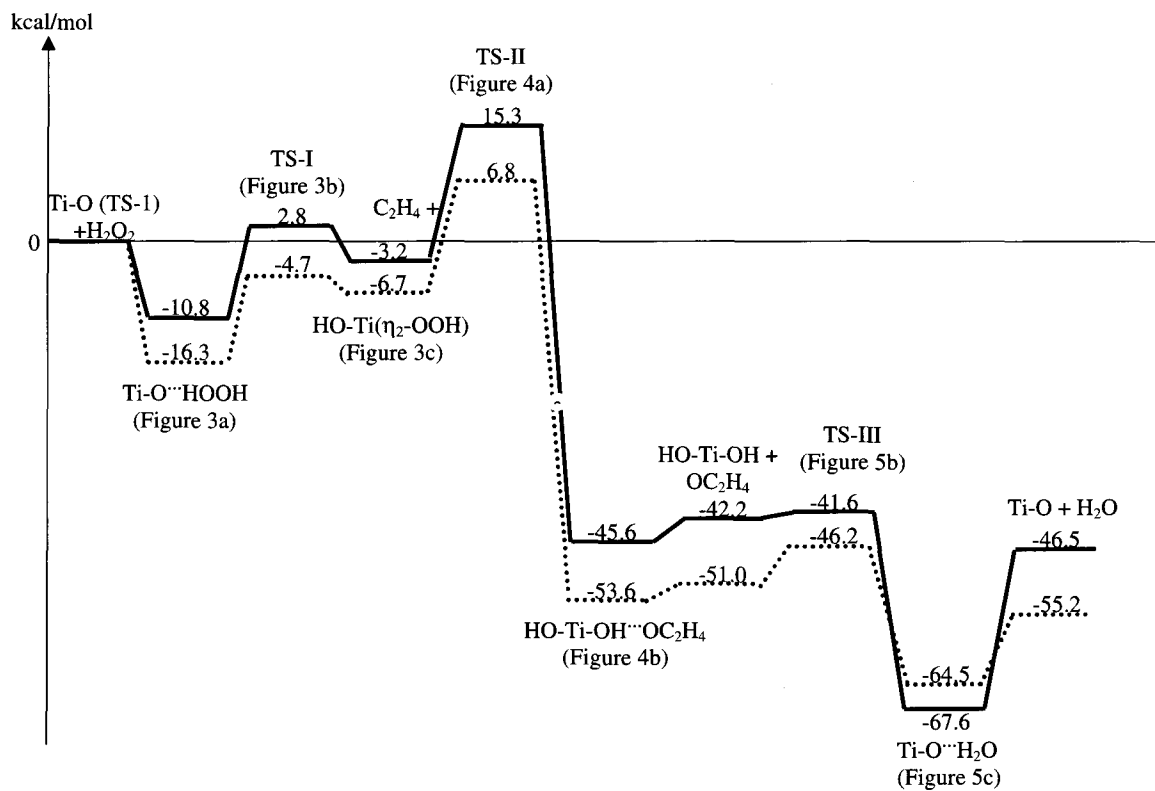 kcal/mol
TS-II
(Figure 4a)
15.3
TS-I
(Figure 3b)
6.8
Ti-O (TS-1)
+H₂O₂
2.8
C₂H₄ +
0
-3.2
-4.7
-6.7
-10.8
HO-Ti(η₂-OOH)
(Figure 3c)
-16.3
Ti-O···HOOH
(Figure 3a)
TS-III
(Figure 5b)
HO-Ti-OH +
OC₂H₄
-42.2
-41.6
Ti-O + H₂O
-46.5
-45.6
-46.2
-53.6
-51.0
-55.2
HO-Ti-OH···OC₂H₄
(Figure 4b)
-64.5
-67.6
Ti-O···H₂O
(Figure 5c)